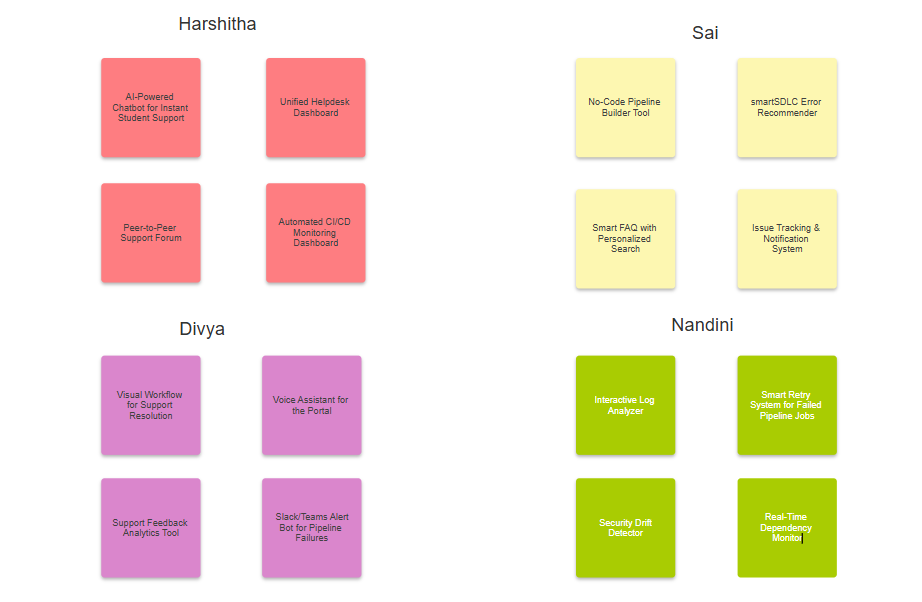 Harshitha
AI-Powered
Chatbot for Instant
Student Support
Unified Helpdesk
Dashboard
Peer-to-Peer
Support Forum
Automated CI/CD
Monitoring
Dashboard
Sai
No-Code Pipeline
Builder Tool
smartSDLC Error
Recommender
Smart FAQ with
Personalized
Search
Issue Tracking &
Notification
System
Divya
Visual Workflow
for Support
Resolution
Voice Assistant for
the Portal
Support Feedback
Analytics Tool
Slack/Teams Alert
Bot for Pipeline
Failures
Nandini
Interactive Log
Analyzer
Smart Retry
System for Failed
Pipeline Jobs
Security Drift
Detector
Real-Time
Dependency
Monitor